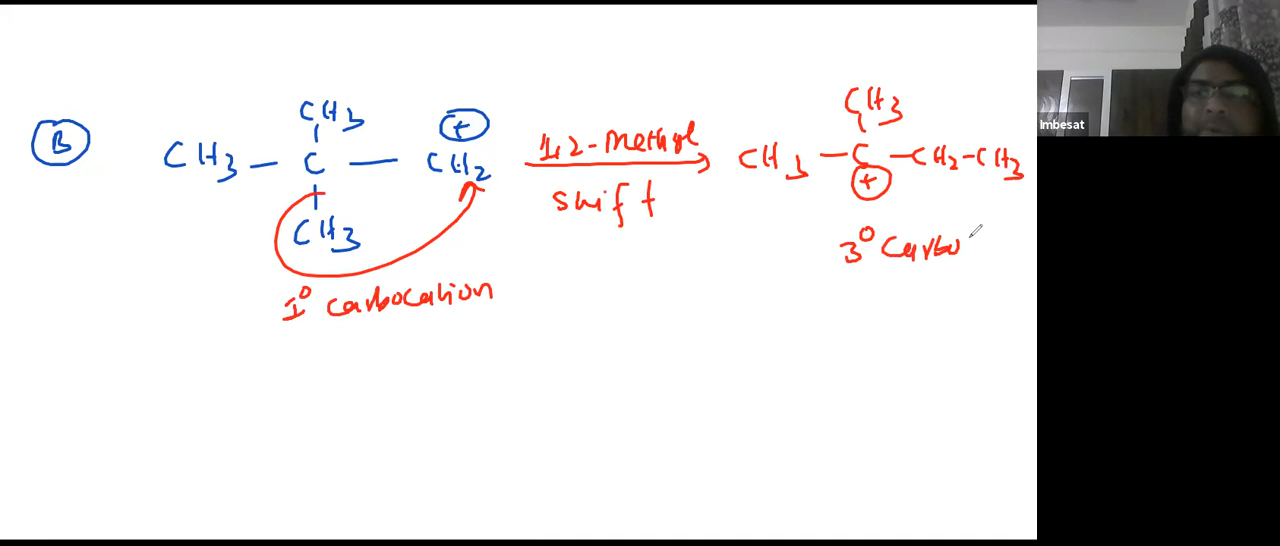 CH3 CH3
B CH3 – C – CH2 + 1,2-methyl CH3 – C – CH2–CH3
shift +
CH3
3° Carbo
1° carbocation
Imbesat